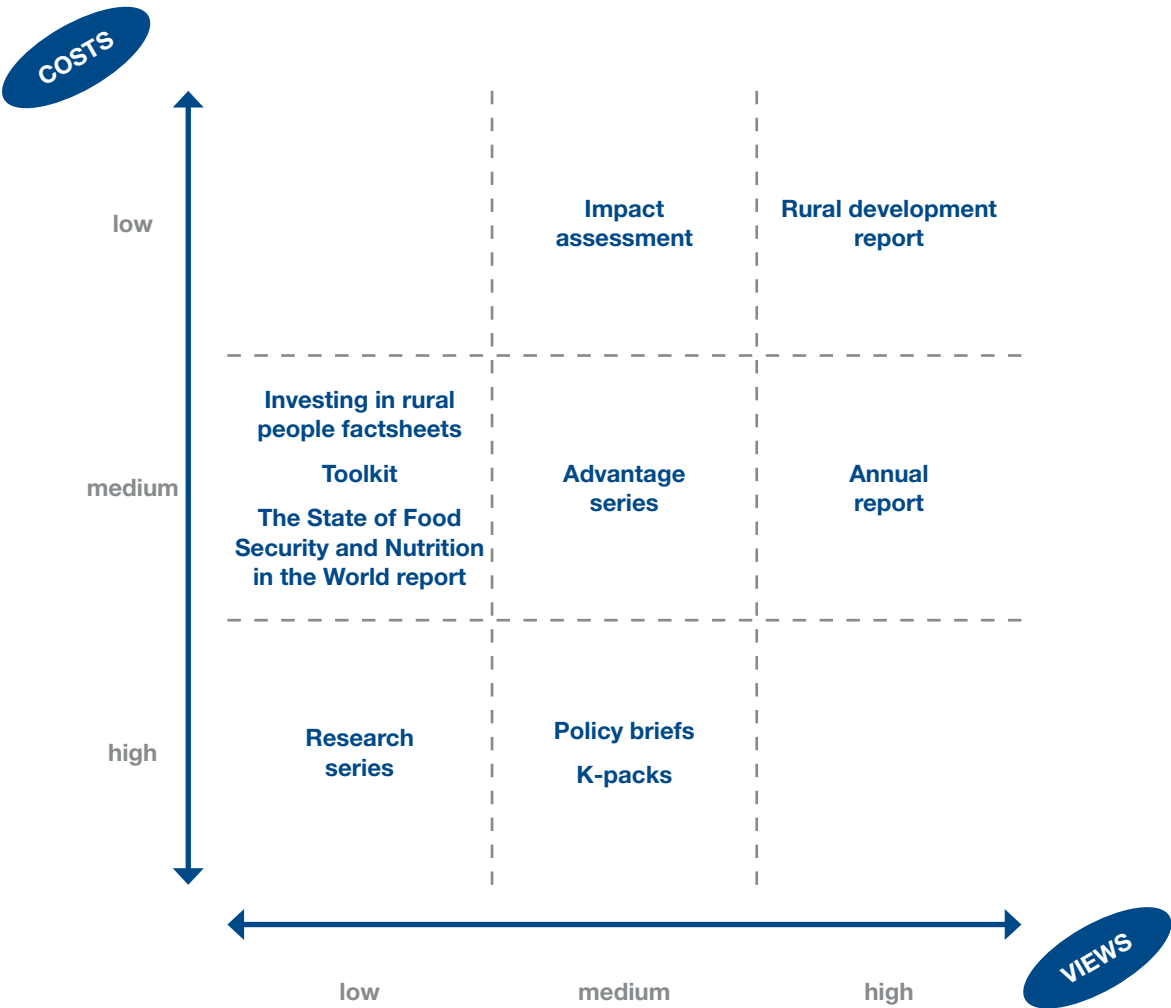 COSTS
low
Impact
assessment
Rural development
report
medium
Investing in rural
people factsheets
Toolkit
The State of Food
Security and Nutrition
in the World report
Advantage
series
Annual
report
high
Research
series
Policy briefs
K-packs
low
medium
high
VIEWS